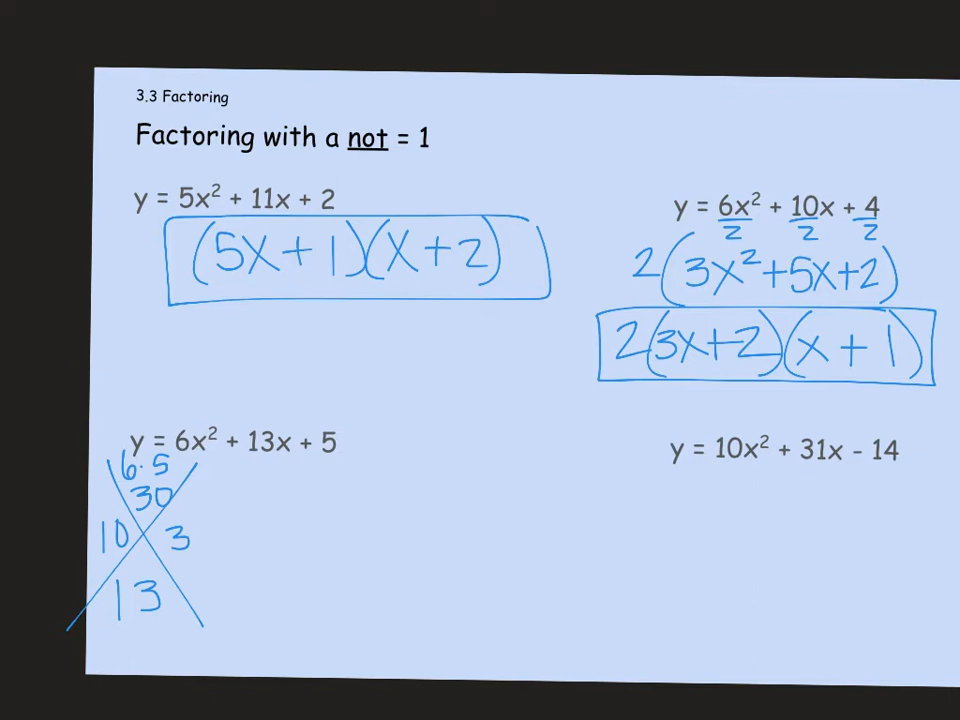 3.3 Factoring
Factoring with a not = 1
y = 5x² + 11x + 2
(5x+1)(x+2)
y = 6x² + 10x + 4
2 2 2
2(3x²+5x+2)
2(3x+2)(x+1)
y = 6x² + 13x + 5
6·5
30
10 3
13
y = 10x² + 31x - 14